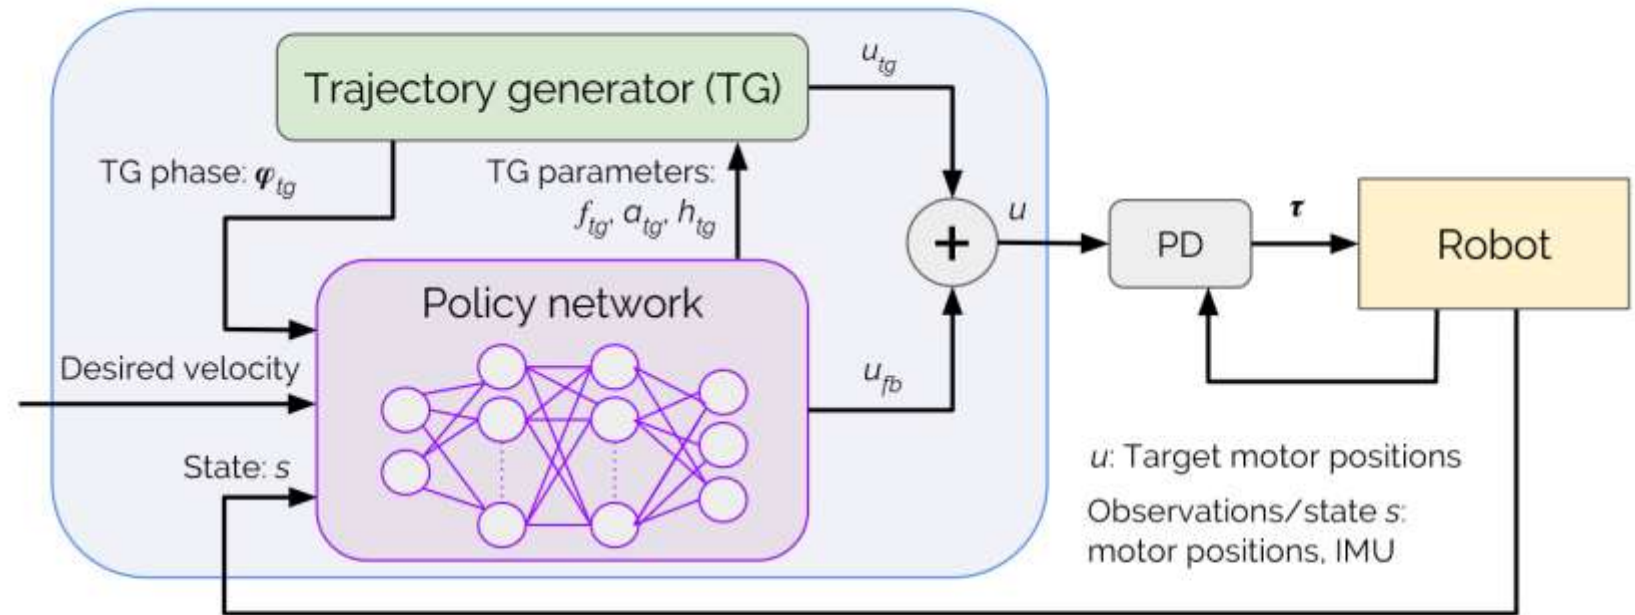 Trajectory generator (TG)
u_tg
TG phase: φ_tg
TG parameters:
f_tg, a_tg, h_tg
+
u
PD
τ
Robot
Policy network
Desired velocity
u_fb
State: s
u: Target motor positions
Observations/state s:
motor positions, IMU